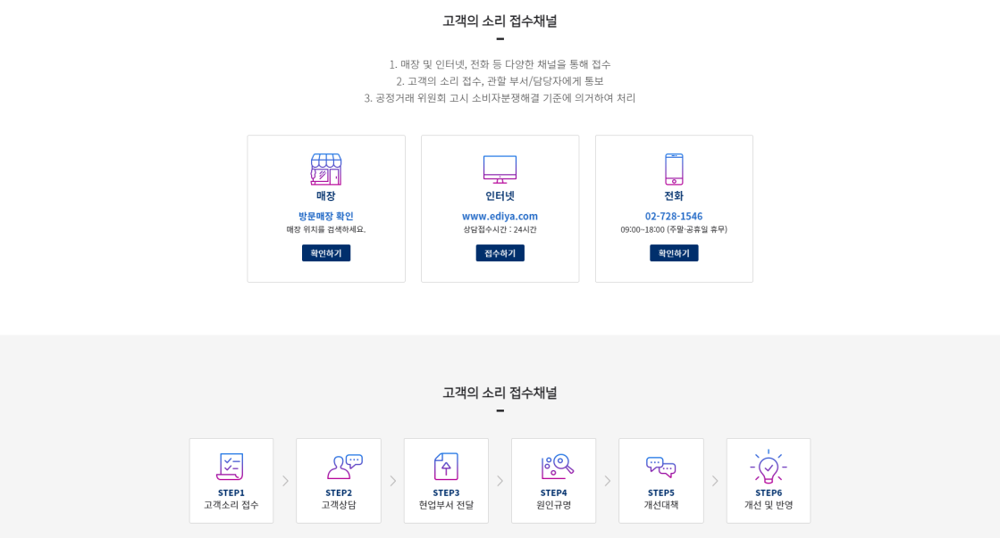 고객의 소리 접수채널
1. 매장 및 인터넷, 전화 등 다양한 채널을 통해 접수
2. 고객의 소리 접수, 관할 부서/담당자에게 통보
3. 공정거래 위원회 고시 소비자분쟁해결 기준에 의거하여 처리
매장
방문매장 확인
매장 위치를 검색하세요.
확인하기
인터넷
www.ediya.com
상담접수시간 : 24시간
접수하기
전화
02-728-1546
09:00~18:00 (주말·공휴일 휴무)
확인하기
고객의 소리 접수채널
STEP1
고객소리 접수
STEP2
고객상담
STEP3
현업부서 전달
STEP4
원인규명
STEP5
개선대책
STEP6
개선 및 반영